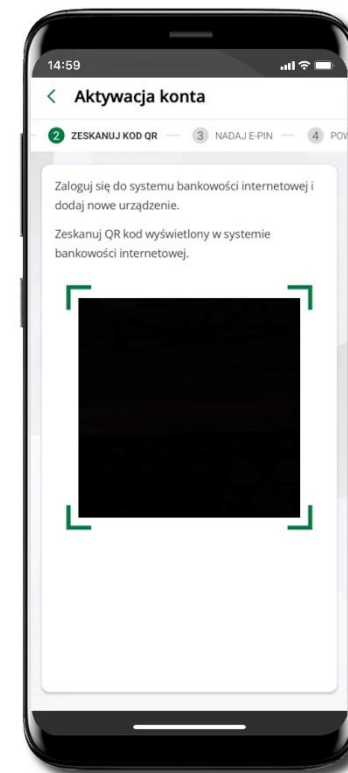 14:59
Aktywacja konta
2 ZESKANUJ KOD QR 3 NADAJ E-PIN 4 POW
Zaloguj się do systemu bankowości internetowej i
dodaj nowe urządzenie.
Zeskanuj QR kod wyświetlony w systemie
bankowości internetowej.